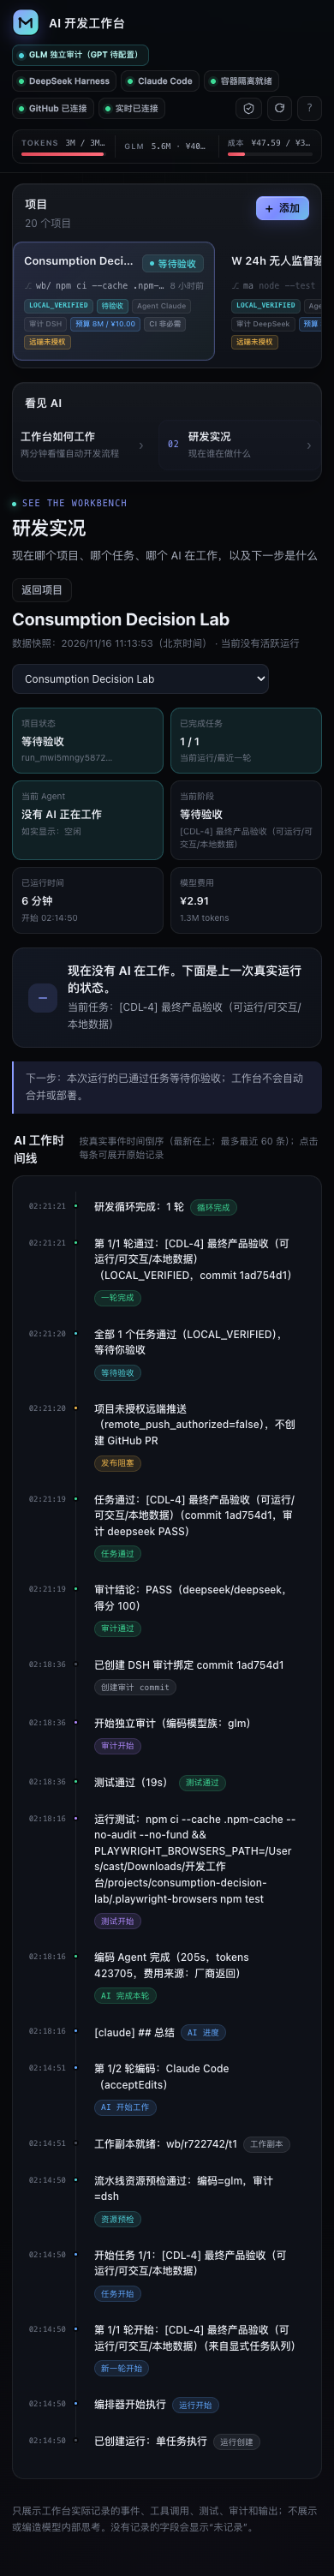 AI 开发工作台
GLM 独立审计（GPT 待配置）
DeepSeek Harness
Claude Code
容器隔离就绪
GitHub 已连接
实时已连接
?
TOKENS 3M / 3M…
GLM 5.6M · ¥40…
成本 ¥47.59 / ¥3…
项目
20 个项目
+ 添加
Consumption Deci...
等待验收
wb/ npm ci --cache .npm-… 8 小时前
LOCAL_VERIFIED 待验收 Agent Claude
审计 DSH 预算 8M / ¥10.00 CI 非必需
远端未授权
W 24h 无人监督验
ma node --test
LOCAL_VERIFIED
审计 DeepSeek 预算
远端未授权
看见 AI
工作台如何工作
两分钟看懂自动开发流程
›
02 研发实况
现在谁在做什么
›
SEE THE WORKBENCH
研发实况
现在哪个项目、哪个任务、哪个 AI 在工作，以及下一步是什么
返回项目
Consumption Decision Lab
数据快照：2026/11/16 11:13:53（北京时间） · 当前没有活跃运行
Consumption Decision Lab
项目状态
等待验收
run_mwi5mngy5872...
已完成任务
1 / 1
当前运行/最近一轮
当前 Agent
没有 AI 正在工作
如实显示：空闲
当前阶段
等待验收
[CDL-4] 最终产品验收（可运行/可
交互/本地数据）
已运行时间
6 分钟
开始 02:14:50
模型费用
¥2.91
1.3M tokens
现在没有 AI 在工作。下面是上一次真实运行
的状态。
当前任务：[CDL-4] 最终产品验收（可运行/可交互/
本地数据）
下一步：本次运行的已通过任务等待你验收；工作台不会自动
合并或部署。
AI 工作时
间线
按真实事件时间倒序（最新在上；最多最近 60 条）；点击
每条可展开原始记录
02:21:21 研发循环完成：1 轮 循环完成
02:21:21 第 1/1 轮通过：[CDL-4] 最终产品验收（可
运行/可交互/本地数据）
（LOCAL_VERIFIED，commit 1ad754d1）
一轮完成
02:21:20 全部 1 个任务通过（LOCAL_VERIFIED），
等待你验收
等待验收
02:21:20 项目未授权远端推送
（remote_push_authorized=false），不创
建 GitHub PR
发布阻塞
02:21:19 任务通过：[CDL-4] 最终产品验收（可运行/
可交互/本地数据）（commit 1ad754d1，审
计 deepseek PASS）
任务通过
02:21:19 审计结论：PASS（deepseek/deepseek，
得分 100）
审计通过
02:18:36 已创建 DSH 审计绑定 commit 1ad754d1
创建审计 commit
02:18:36 开始独立审计（编码模型族：glm）
审计开始
02:18:36 测试通过（19s） 测试通过
02:18:16 运行测试：npm ci --cache .npm-cache --
no-audit --no-fund &&
PLAYWRIGHT_BROWSERS_PATH=/User
s/cast/Downloads/开发工作
台/projects/consumption-decision-
lab/.playwright-browsers npm test
测试开始
02:18:16 编码 Agent 完成（205s，tokens
423705，费用来源：厂商返回）
AI 完成本轮
02:18:16 [claude] ## 总结 AI 进度
02:14:51 第 1/2 轮编码：Claude Code
（acceptEdits）
AI 开始工作
02:14:51 工作副本就绪：wb/r722742/t1 工作副本
02:14:50 流水线资源预检通过：编码=glm，审计
=dsh
资源预检
02:14:50 开始任务 1/1：[CDL-4] 最终产品验收（可
运行/可交互/本地数据）
任务开始
02:14:50 第 1/1 轮开始：[CDL-4] 最终产品验收（可
运行/可交互/本地数据）（来自显式任务队列）
新一轮开始
02:14:50 编排器开始执行 运行开始
02:14:50 已创建运行：单任务执行 运行创建
只展示工作台实际记录的事件、工具调用、测试、审计和输出；不展示
或编造模型内部思考。没有记录的字段会显示“未记录”。